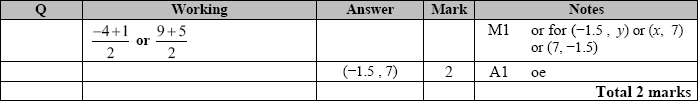 Q Working Answer Mark Notes
−4+1/2 or 9+5/2 M1 or for (−1.5 , y) or (x, 7)
or (7, −1.5)
(−1.5 , 7) 2 A1 oe
Total 2 marks